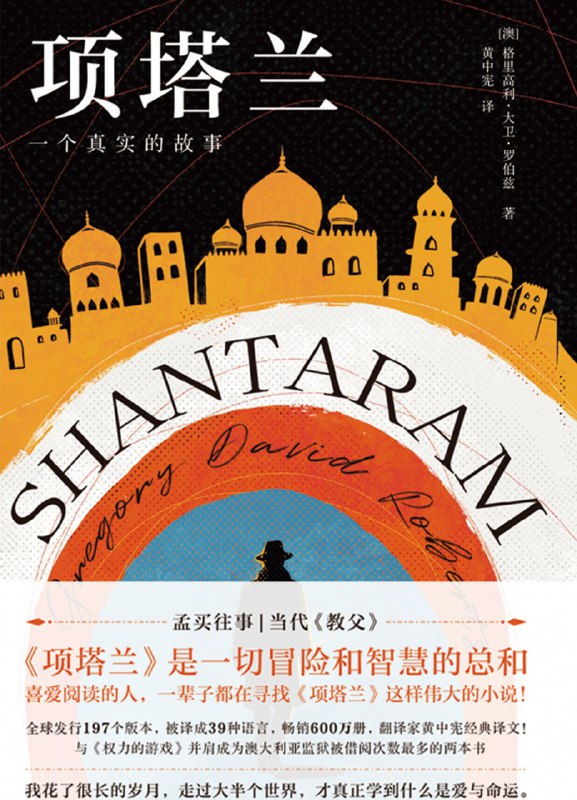 项塔兰
一个真实的故事
[澳] 格里高利·大卫·罗伯兹 著
黄中宪 译
SHANTARAM
Gregory David Roberts
孟买往事|当代《教父》
《项塔兰》是一切冒险和智慧的总和
喜爱阅读的人，一辈子都在寻找《项塔兰》这样伟大的小说！
全球发行197个版本，被译成39种语言，畅销600万册，翻译家黄中宪经典译文！
与《权力的游戏》并肩成为澳大利亚监狱被借阅次数最多的两本书
我花了很长的岁月，走过大半个世界，才真正学到什么是爱与命运。